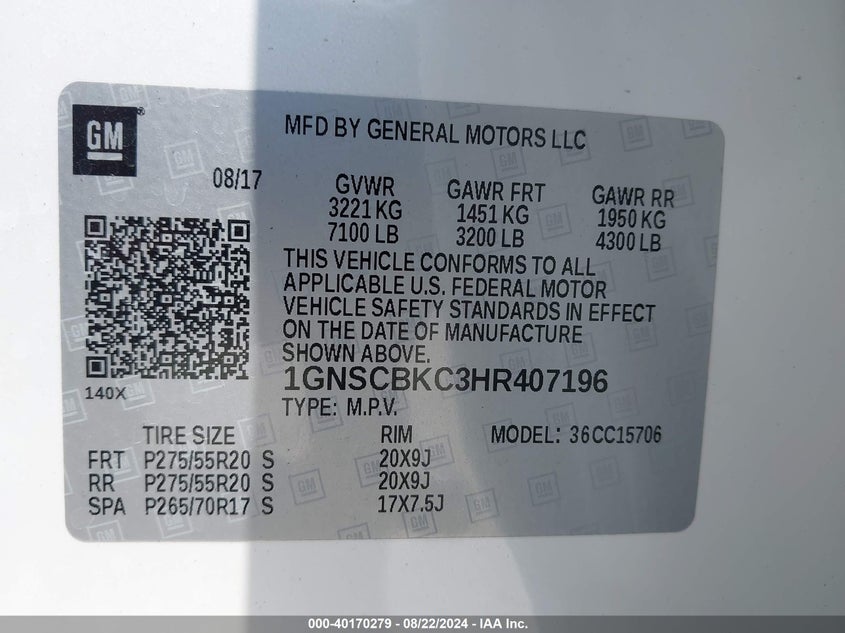 GM
®
MFD BY GENERAL MOTORS LLC
08/17
GVWR GAWR FRT GAWR RR
3221 KG 1451 KG 1950 KG
7100 LB 3200 LB 4300 LB
THIS VEHICLE CONFORMS TO ALL
APPLICABLE U.S. FEDERAL MOTOR
VEHICLE SAFETY STANDARDS IN EFFECT
ON THE DATE OF MANUFACTURE
SHOWN ABOVE.
140X
1GNSCBKC3HR407196
TYPE: M.P.V.
TIRE SIZE RIM MODEL: 36CC15706
FRT P275/55R20 S 20X9J
RR P275/55R20 S 20X9J
SPA P265/70R17 S 17X7.5J
000-40170279 - 08/22/2024 - IAA Inc.